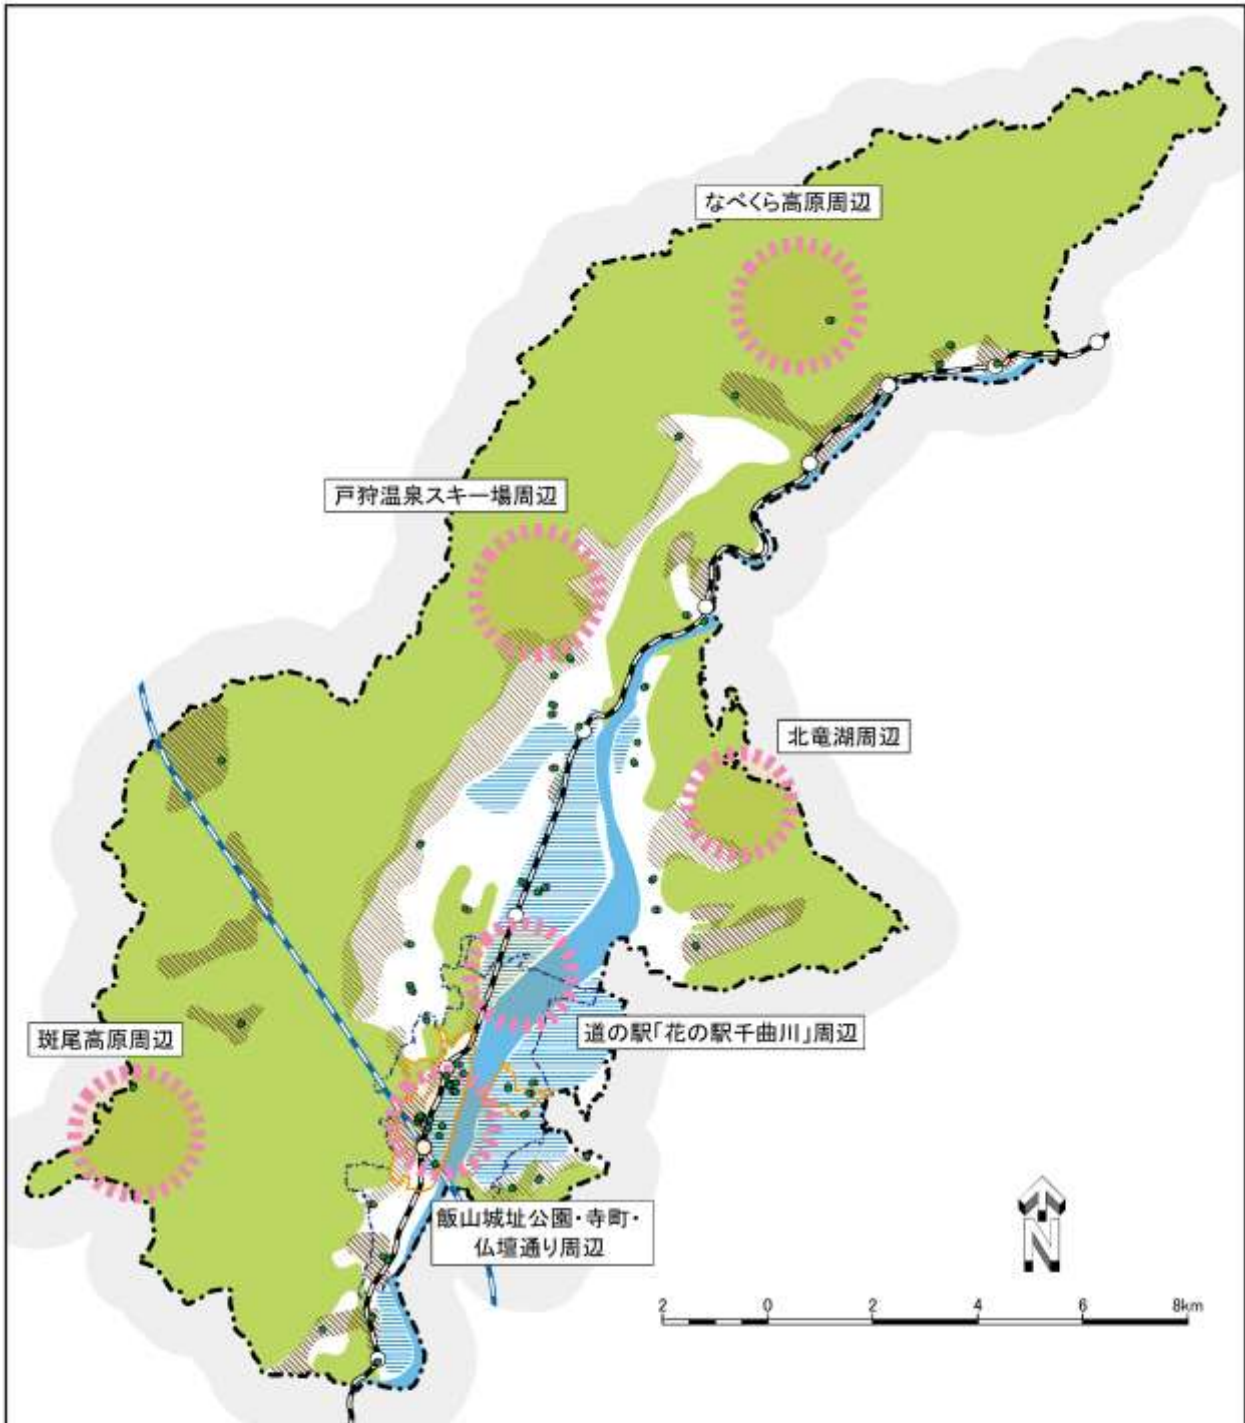 なべくら高原周辺
戸狩温泉スキー場周辺
北竜湖周辺
道の駅「花の駅千曲川」周辺
斑尾高原周辺
飯山城址公園・寺町・
仏壇通り周辺
N
2 0 2 4 6 8km